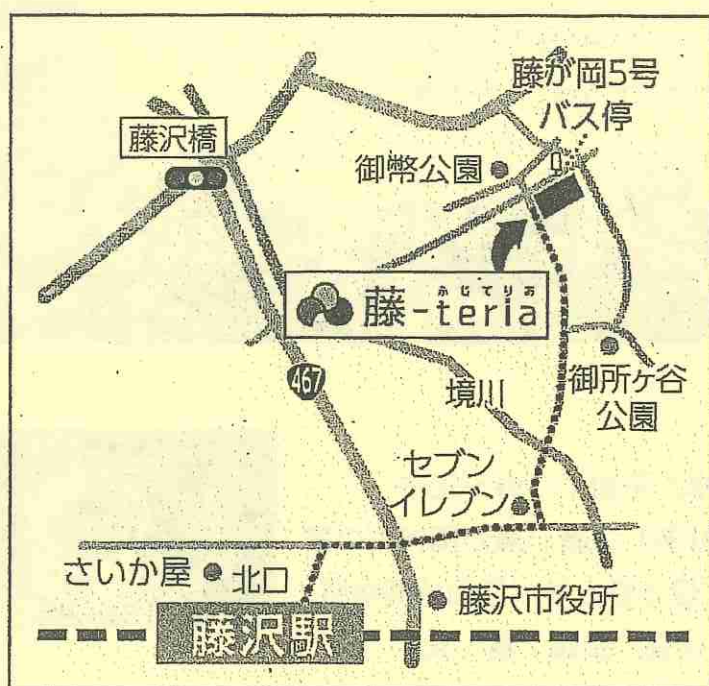 藤が岡5号
バス停
藤沢橋
御幣公園
ふじてりお
藤-teria
467
境川
御所ヶ谷
公園
セブン
イレブン
さいか屋
北口
藤沢市役所
藤沢駅